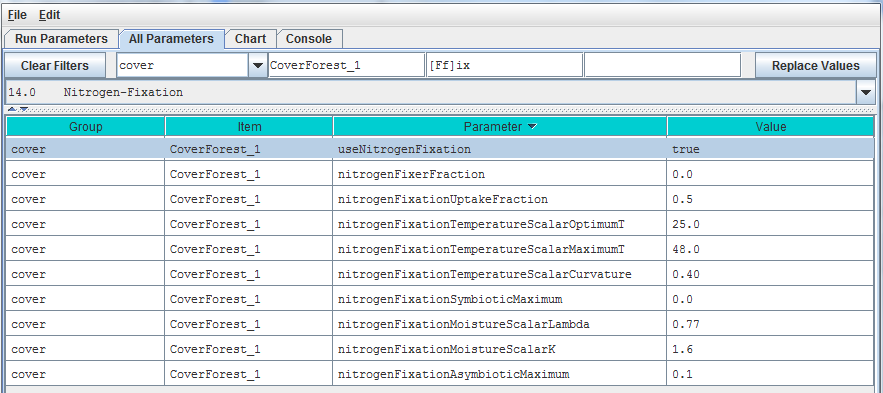 File Edit
Run Parameters All Parameters Chart Console
Clear Filters cover CoverForest_1 [Ff]ix Replace Values
14.0 Nitrogen-Fixation
Group Item Parameter Value
cover CoverForest_1 useNitrogenFixation true
cover CoverForest_1 nitrogenFixerFraction 0.0
cover CoverForest_1 nitrogenFixationUptakeFraction 0.5
cover CoverForest_1 nitrogenFixationTemperatureScalarOptimumT 25.0
cover CoverForest_1 nitrogenFixationTemperatureScalarMaximumT 48.0
cover CoverForest_1 nitrogenFixationTemperatureScalarCurvature 0.40
cover CoverForest_1 nitrogenFixationSymbioticMaximum 0.0
cover CoverForest_1 nitrogenFixationMoistureScalarLambda 0.77
cover CoverForest_1 nitrogenFixationMoistureScalarK 1.6
cover CoverForest_1 nitrogenFixationAsymbioticMaximum 0.1